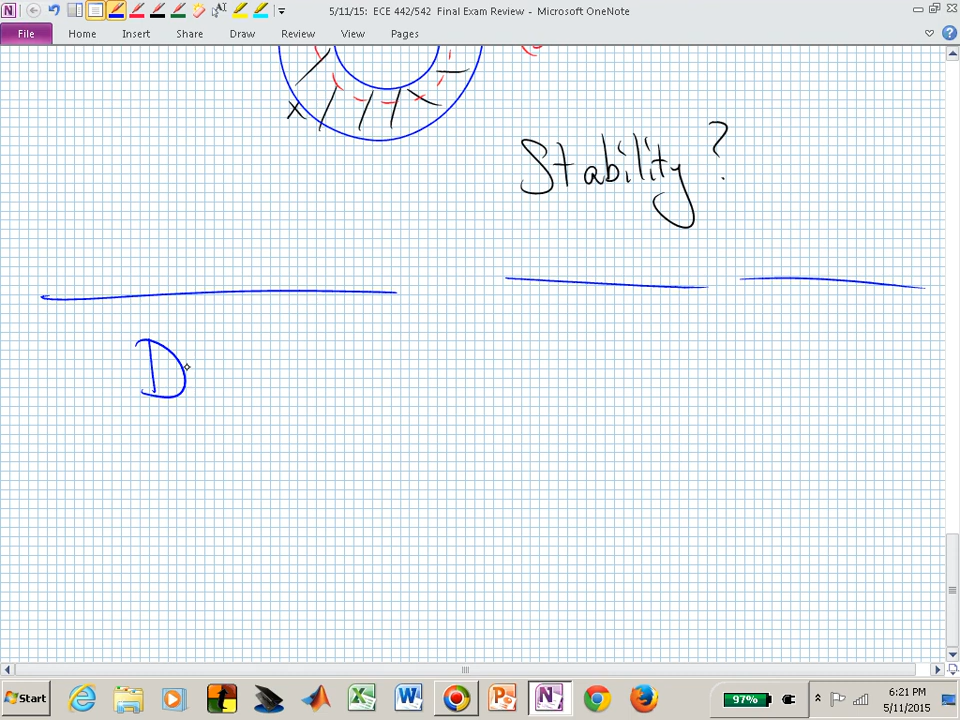 5/11/15: ECE 442/542 Final Exam Review - Microsoft OneNote
File Home Insert Share Draw Review View Pages
x
Stability?
D
Start
97%
6:21 PM
5/11/2015